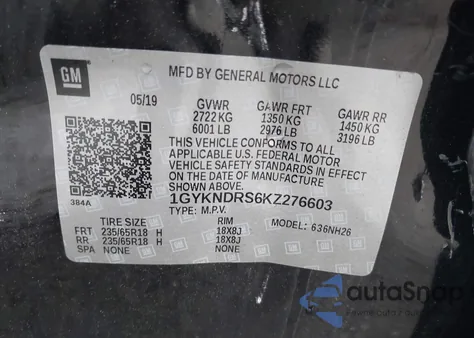 GM
MFD BY GENERAL MOTORS LLC
05/19 GVWR GAWR FRT GAWR RR
2722 KG 1350 KG 1450 KG
6001 LB 2976 LB 3196 LB
THIS VEHICLE CONFORMS TO ALL
APPLICABLE U.S. FEDERAL MOTOR
VEHICLE SAFETY STANDARDS IN EFFECT
ON THE DATE OF MANUFACTURE
SHOWN ABOVE.
384A 1GYKNDRS6KZ276603
TYPE: M.P.V. MODEL: 636NH26
TIRE SIZE RIM
FRT 235/65R18 H 18X8J
RR 235/65R18 H 18X8J
SPA NONE NONE
autoSnap